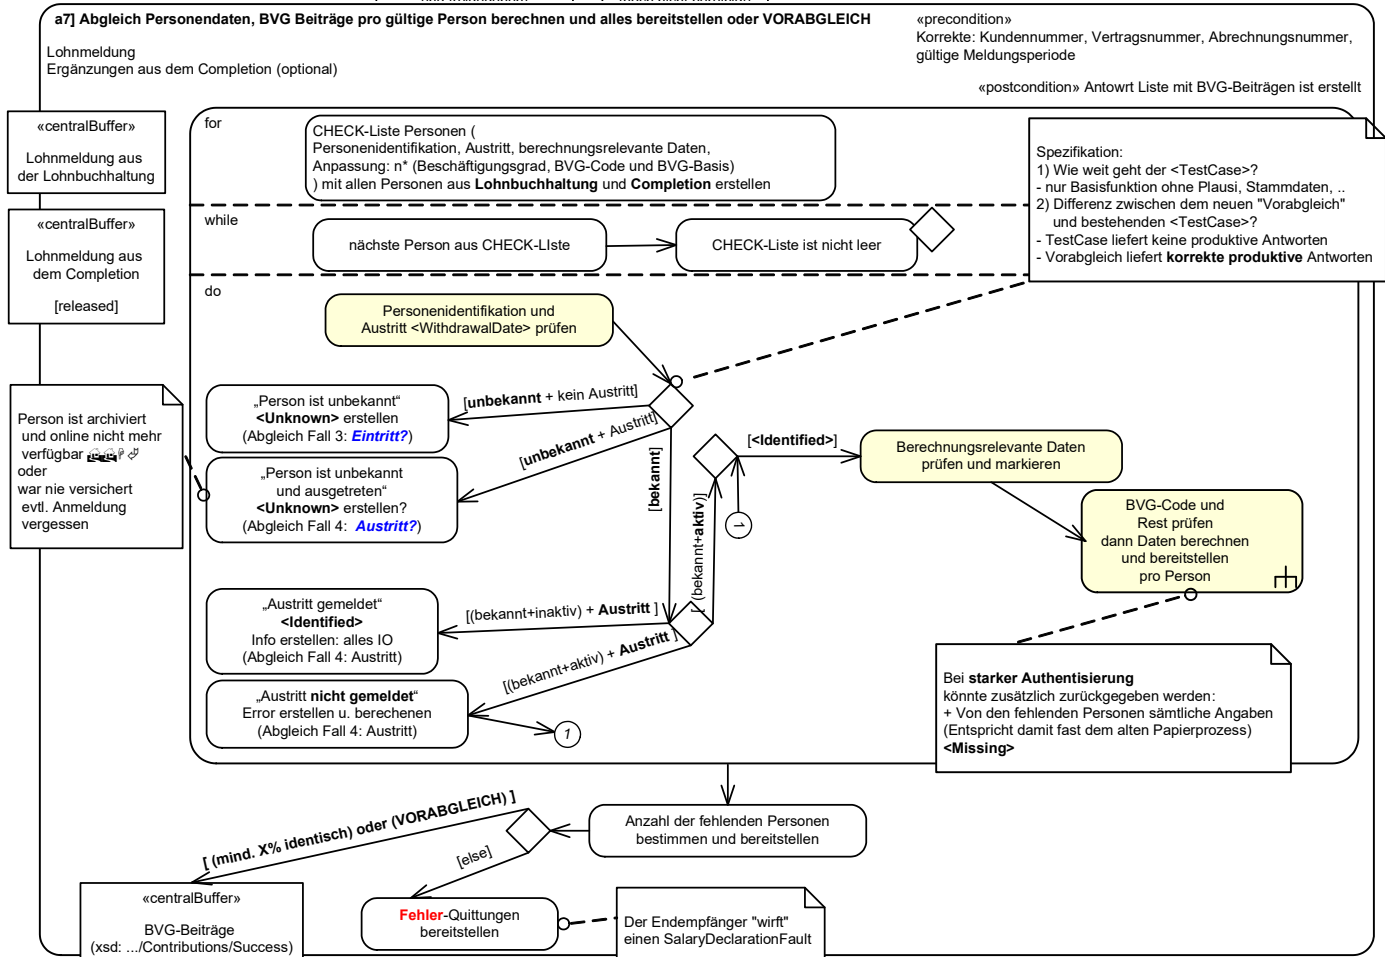 a7] Abgleich Personendaten, BVG Beiträge pro gültige Person berechnen und alles bereitstellen oder VORABGLEICH
«precondition»
Korrekte: Kundennummer, Vertragsnummer, Abrechnungsnummer,
gültige Meldungsperiode
Lohnmeldung
Ergänzungen aus dem Completion (optional)
«postcondition» Antowrt Liste mit BVG-Beiträgen ist erstellt
«centralBuffer»
Lohnmeldung aus
der Lohnbuchhaltung
«centralBuffer»
Lohnmeldung aus
dem Completion
[released]
for
CHECK-Liste Personen (
Personenidentifikation, Austritt, berechnungsrelevante Daten,
Anpassung: n* (Beschäftigungsgrad, BVG-Code und BVG-Basis)
) mit allen Personen aus Lohnbuchhaltung und Completion erstellen
Spezifikation:
1) Wie weit geht der <TestCase>?
- nur Basisfunktion ohne Plausi, Stammdaten, ..
2) Differenz zwischen dem neuen "Vorabgleich"
und bestehenden <TestCase>?
- TestCase liefert keine produktive Antworten
- Vorabgleich liefert korrekte produktive Antworten
while
nächste Person aus CHECK-LIste
CHECK-Liste ist nicht leer
do
Personenidentifikation und
Austritt <WithdrawalDate> prüfen
„Person ist unbekannt“
<Unknown> erstellen
(Abgleich Fall 3: Eintritt?)
[unbekannt + kein Austritt]
[unbekannt + Austritt]
Person ist archiviert
und online nicht mehr
verfügbar
oder
war nie versichert
evtl. Anmeldung
vergessen
„Person ist unbekannt
und ausgetreten“
<Unknown> erstellen?
(Abgleich Fall 4: Austritt?)
[bekannt]
[<Identified>]
Berechnungsrelevante Daten
prüfen und markieren
1
[(bekannt+aktiv)]
BVG-Code und
Rest prüfen
dann Daten berechnen
und bereitstellen
pro Person
„Austritt gemeldet“
<Identified>
Info erstellen: alles IO
(Abgleich Fall 4: Austritt)
[(bekannt+inaktiv) + Austritt ]
[(bekannt+aktiv) + Austritt ]
„Austritt nicht gemeldet“
Error erstellen u. berechenen
(Abgleich Fall 4: Austritt)
1
Bei starker Authentisierung
könnte zusätzlich zurückgegeben werden:
+ Von den fehlenden Personen sämtliche Angaben
(Entspricht damit fast dem alten Papierprozess)
<Missing>
Anzahl der fehlenden Personen
bestimmen und bereitstellen
[ (mind. X% identisch) oder (VORABGLEICH) ]
[else]
«centralBuffer»
BVG-Beiträge
(xsd: .../Contributions/Success)
Fehler-Quittungen
bereitstellen
Der Endempfänger "wirft"
einen SalaryDeclarationFault